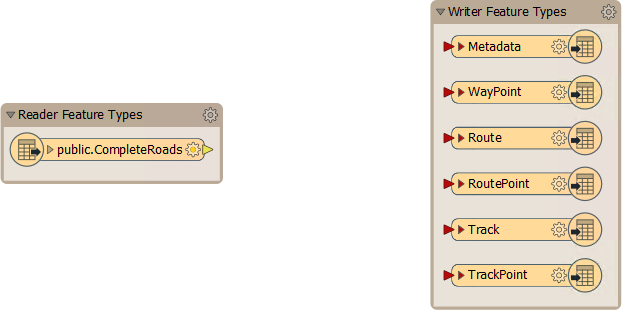 Writer Feature Types
Metadata
WayPoint
Route
RoutePoint
Track
TrackPoint
Reader Feature Types
public.CompleteRoads